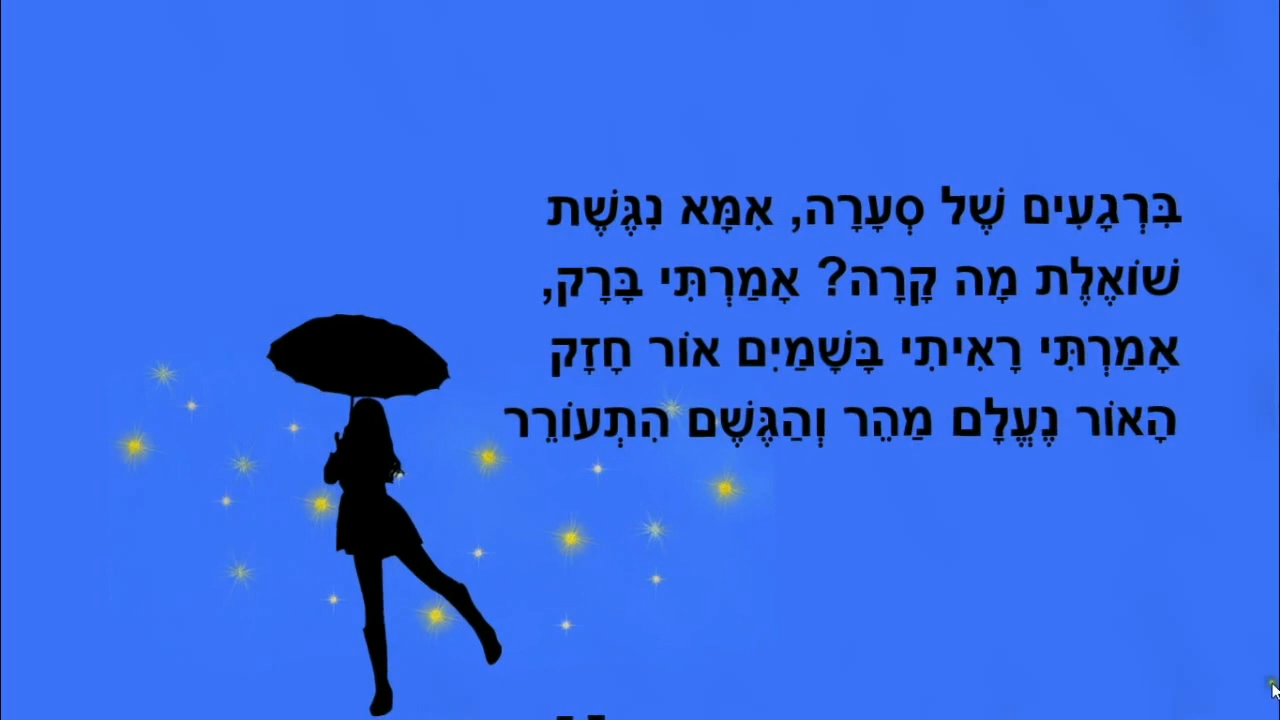 בִּרְגָעִים שֶׁל סְעָרָה, אִמָּא נִגֶּשֶׁת
שׁוֹאֶלֶת מָה קָרָה? אָמַרְתִּי בָּרָק,
אָמַרְתִּי רָאִיתִי בָּשָׁמַיִם אוֹר חָזָק
הָאוֹר נֶעֱלָם מַהֵר וְהַגֶּשֶׁם הִתְעוֹרֵר